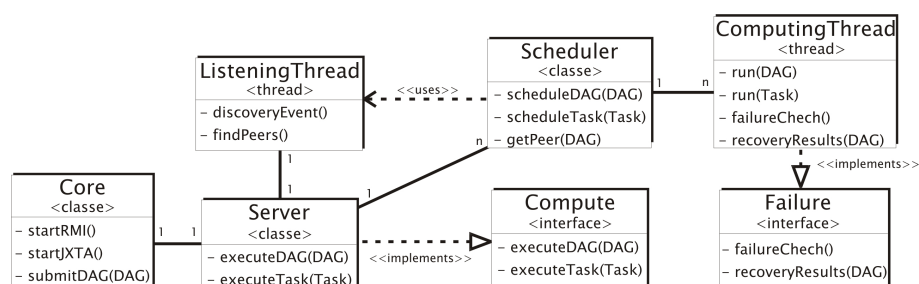 ComputingThread
<thread>
– run(DAG)
– run(Task)
– failureChech()
– recoveryResults(DAG)
Scheduler
<classe>
– scheduleDAG(DAG)
– scheduleTask(Task)
– getPeer(DAG)
1
n
ListeningThread
<thread>
– discoveryEvent()
– findPeers()
<<uses>>
n
1
<<implements>>
Core
<classe>
– startRMI()
– startJXTA()
– submitDAG(DAG)
1
1
1
1
Server
<classe>
– executeDAG(DAG)
– executeTask(Task)
<<implements>>
Compute
<interface>
– executeDAG(DAG)
– executeTask(Task)
Failure
<interface>
– failureChech()
– recoveryResults(DAG)